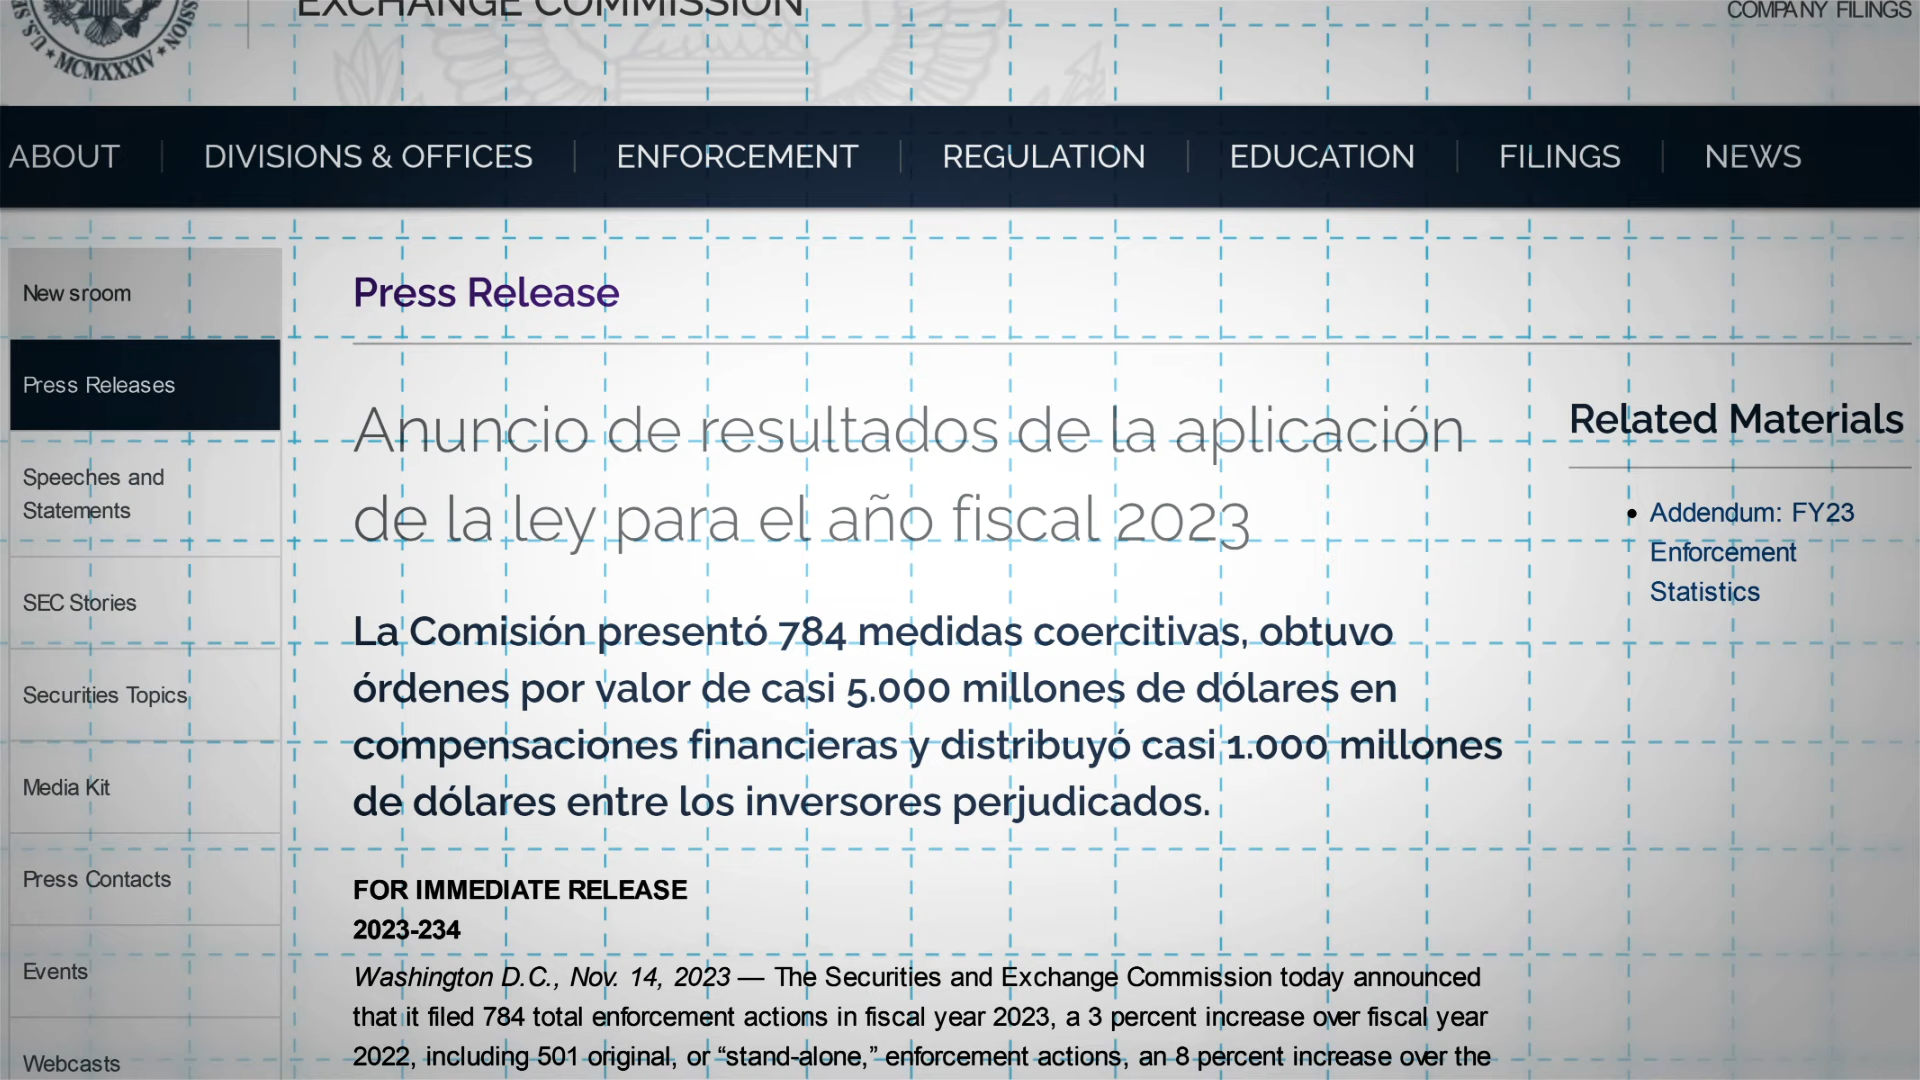 EXCHANGE COMMISSION
COMPANY FILINGS
MCMXXXIV
ABOUT
DIVISIONS & OFFICES
ENFORCEMENT
REGULATION
EDUCATION
FILINGS
NEWS
Newsroom
Press Releases
Speeches and
Statements
SEC Stories
Securities Topics
Media Kit
Press Contacts
Events
Webcasts
Press Release
Anuncio de resultados de la aplicación
de la ley para el año fiscal 2023
La Comisión presentó 784 medidas coercitivas, obtuvo
órdenes por valor de casi 5.000 millones de dólares en
compensaciones financieras y distribuyó casi 1.000 millones
de dólares entre los inversores perjudicados.
FOR IMMEDIATE RELEASE
2023-234
Washington D.C., Nov. 14, 2023 — The Securities and Exchange Commission today announced
that it filed 784 total enforcement actions in fiscal year 2023, a 3 percent increase over fiscal year
2022, including 501 original, or “stand-alone,” enforcement actions, an 8 percent increase over the
Related Materials
• Addendum: FY23
Enforcement
Statistics